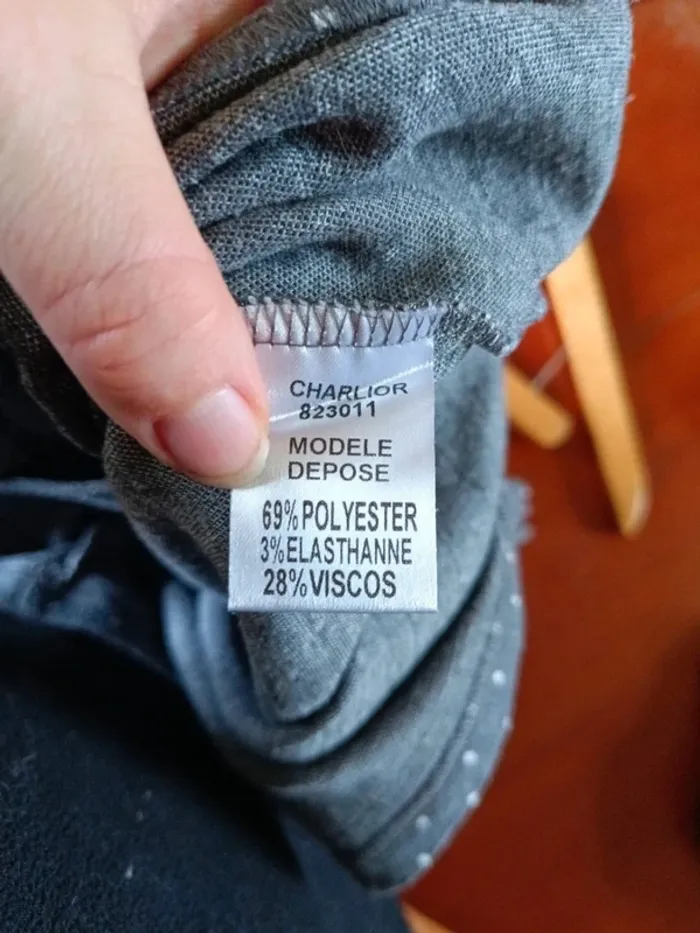 CHARLIOR
823011
MODELE
DEPOSE
69% POLYESTER
3% ELASTHANNE
28% VISCOS